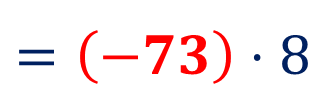 = (−73) · 8